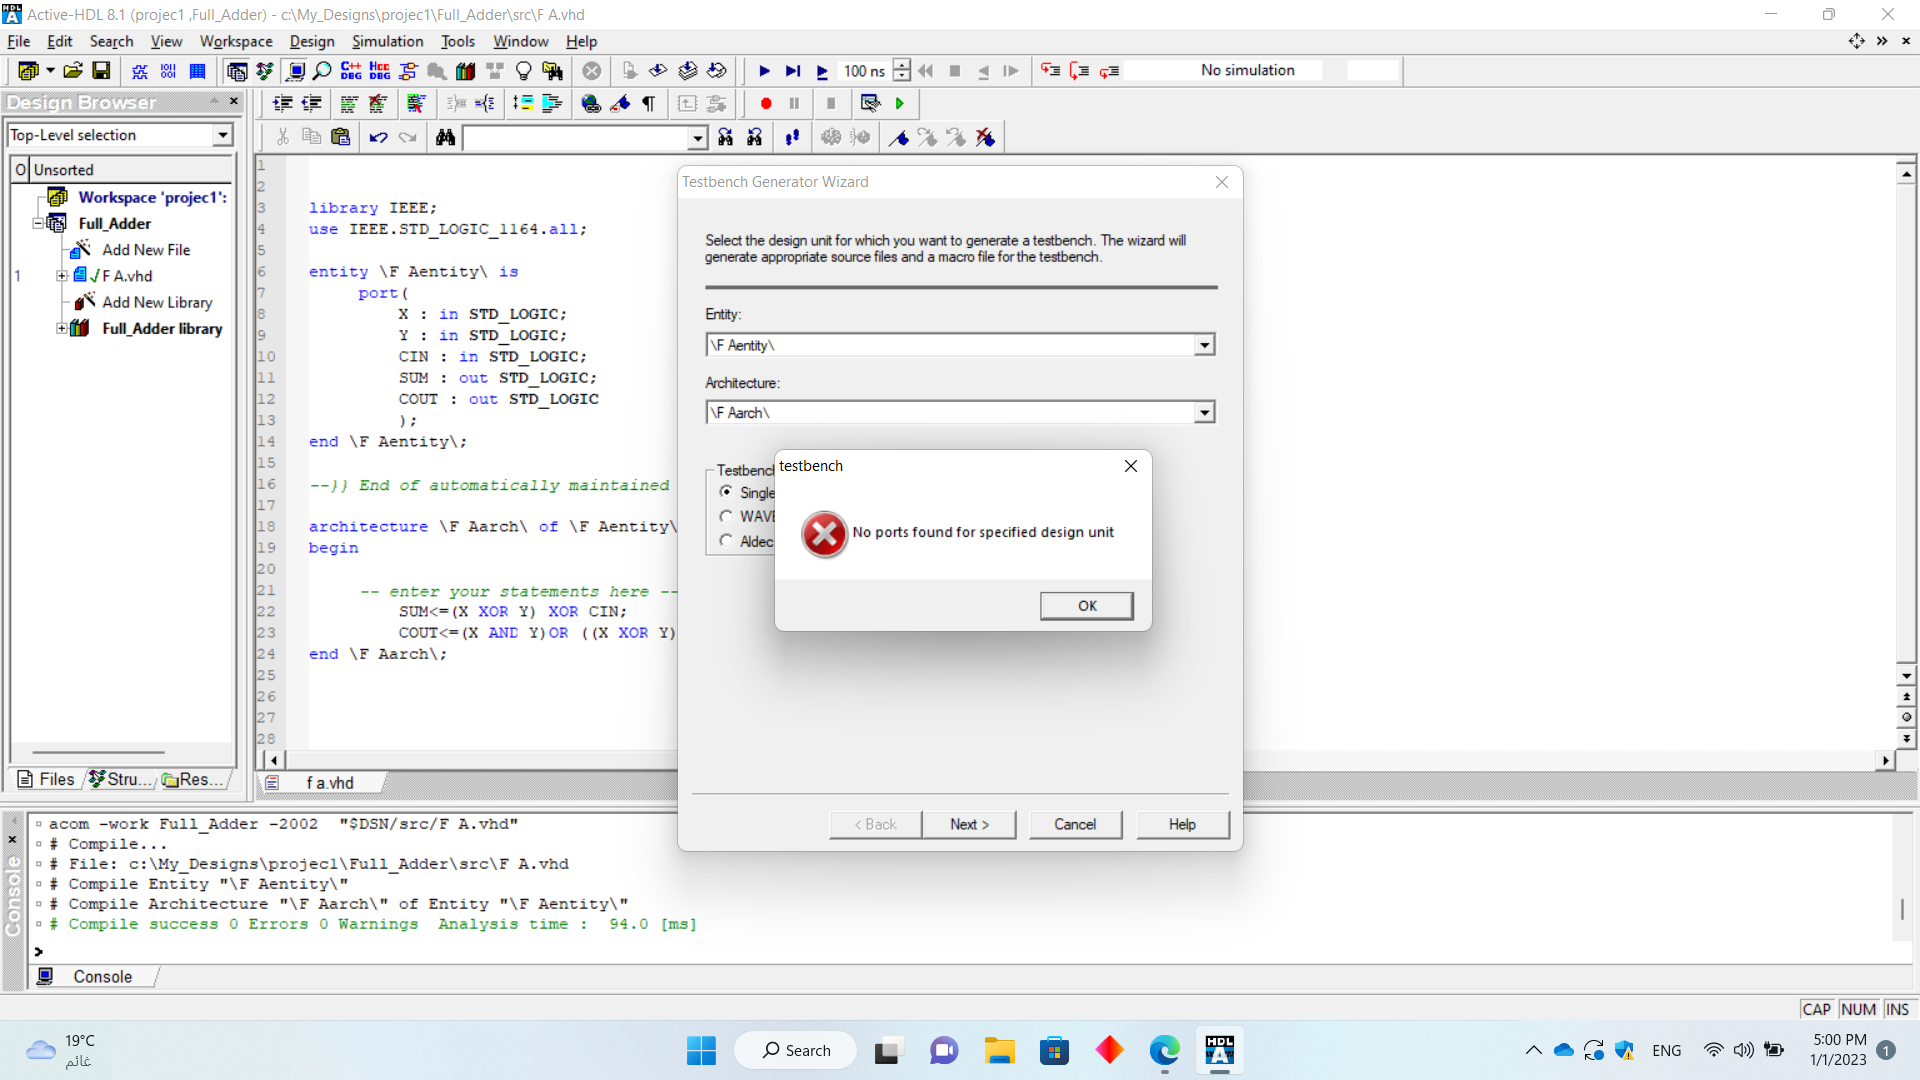 Active-HDL 8.1 (projec1 ,Full_Adder) - c:\My_Designs\projec1\Full_Adder\src\F A.vhd
File Edit Search View Workspace Design Simulation Tools Window Help
100 ns
No simulation
Design Browser
Top-Level selection
O Unsorted
Workspace 'projec1':
Full_Adder
Add New File
1 F A.vhd
Add New Library
Full_Adder library
Files Stru... Res...
1
2
3 library IEEE;
4 use IEEE.STD_LOGIC_1164.all;
5
6 entity \F Aentity\ is
7 port(
8 X : in STD_LOGIC;
9 Y : in STD_LOGIC;
10 CIN : in STD_LOGIC;
11 SUM : out STD_LOGIC;
12 COUT : out STD_LOGIC
13 );
14 end \F Aentity\;
15
16 --}} End of automatically maintained
17
18 architecture \F Aarch\ of \F Aentity\
19 begin
20
21 -- enter your statements here --
22 SUM<=(X XOR Y) XOR CIN;
23 COUT<=(X AND Y)OR ((X XOR Y)
24 end \F Aarch\;
25
26
27
28
f a.vhd
Testbench Generator Wizard
Select the design unit for which you want to generate a testbench. The wizard will
generate appropriate source files and a macro file for the testbench.
Entity:
\F Aentity\
Architecture:
\F Aarch\
Testbenc
Single
WAVE
Aldec
testbench
No ports found for specified design unit
OK
< Back Next > Cancel Help
acom -work Full_Adder -2002 "$DSN/src/F A.vhd"
# Compile...
# File: c:\My_Designs\projec1\Full_Adder\src\F A.vhd
# Compile Entity "\F Aentity\"
# Compile Architecture "\F Aarch\" of Entity "\F Aentity\"
# Compile success 0 Errors 0 Warnings Analysis time : 94.0 [ms]
>
Console
Console
CAP NUM INS
19°C
غائم
Search
HDL
ENG
5:00 PM
1/1/2023
1